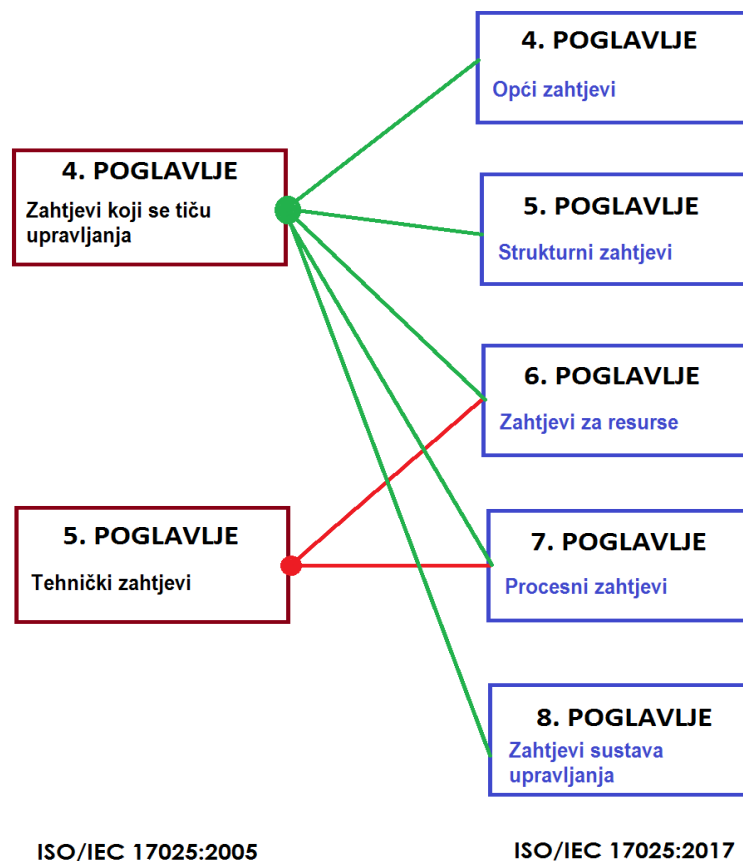 4. POGLAVLJE
Zahtjevi koji se tiču
upravljanja
5. POGLAVLJE
Tehnički zahtjevi
ISO/IEC 17025:2005
4. POGLAVLJE
Opći zahtjevi
5. POGLAVLJE
Strukturni zahtjevi
6. POGLAVLJE
Zahtjevi za resurse
7. POGLAVLJE
Procesni zahtjevi
8. POGLAVLJE
Zahtjevi sustava
upravljanja
ISO/IEC 17025:2017